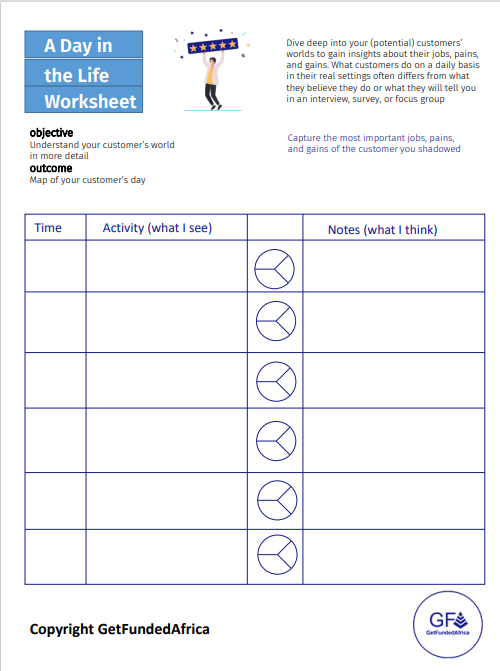 A Day in
the Life
Worksheet
Dive deep into your (potential) customers'
worlds to gain insights about their jobs, pains,
and gains. What customers do on a daily basis
in their real settings often differs from what
they believe they do or what they will tell you
in an interview, survey, or focus group
objective
Understand your customer's world
in more detail
outcome
Map of your customer's day
Capture the most important jobs, pains,
and gains of the customer you shadowed
Time
Activity (what I see)
Notes (what I think)
Copyright GetFundedAfrica
GF
GetFundedAfrica